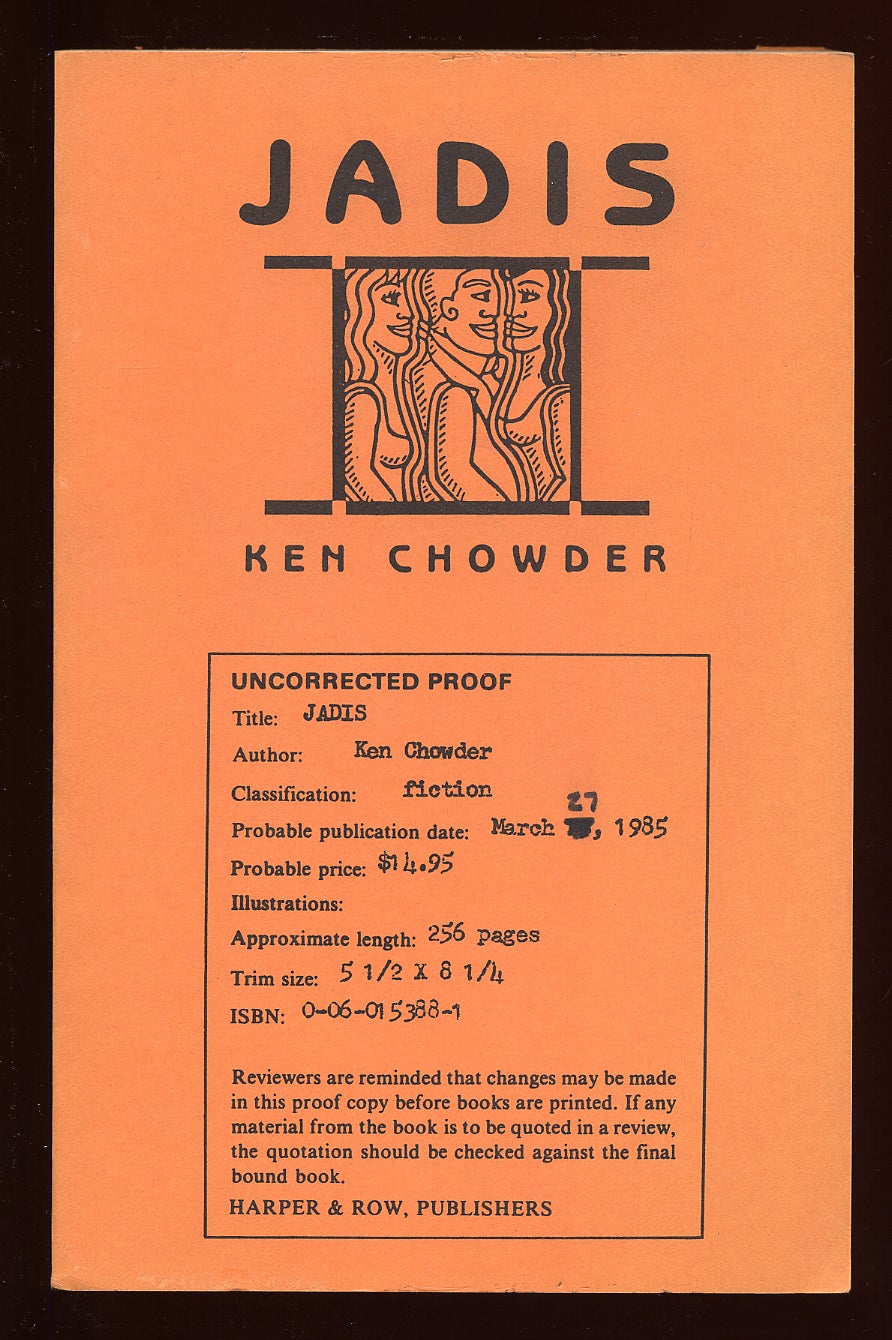 JADIS
KEN CHOWDER
UNCORRECTED PROOF
Title: JADIS
Author: Ken Chowder
Classification: fiction
Probable publication date: March 27, 1985
Probable price: $14.95
Illustrations:
Approximate length: 256 pages
Trim size: 5 1/2 X 8 1/4
ISBN: 0-06-015388-1
Reviewers are reminded that changes may be made
in this proof copy before books are printed. If any
material from the book is to be quoted in a review,
the quotation should be checked against the final
bound book.
HARPER & ROW, PUBLISHERS